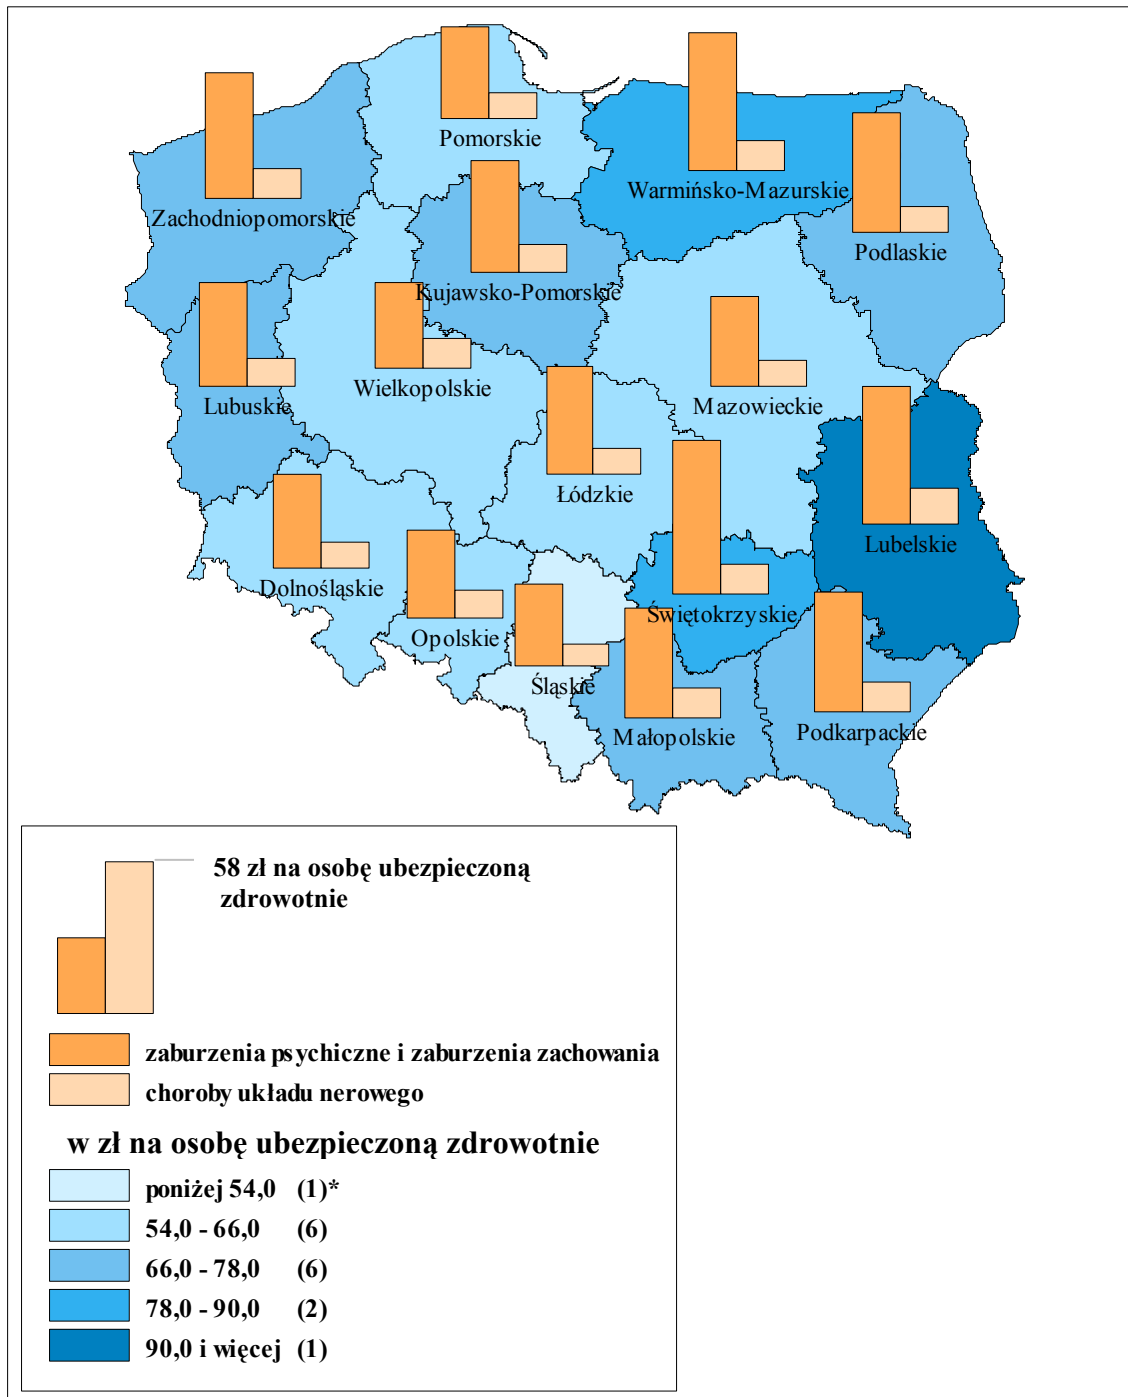 Pomorskie
Warmińsko-Mazurskie
Zachodniopomorskie
Podlaskie
Kujawsko-Pomorskie
Wielkopolskie
Mazowieckie
Lubuskie
Łódzkie
Lubelskie
Dolnośląskie
Świętokrzyskie
Opolskie
Śląskie
Małopolskie
Podkarpackie
58 zł na osobę ubezpieczoną
zdrowotnie
zaburzenia psychiczne i zaburzenia zachowania
choroby układu nerowego
w zł na osobę ubezpieczoną zdrowotnie
poniżej 54,0 (1)*
54,0 - 66,0 (6)
66,0 - 78,0 (6)
78,0 - 90,0 (2)
90,0 i więcej (1)